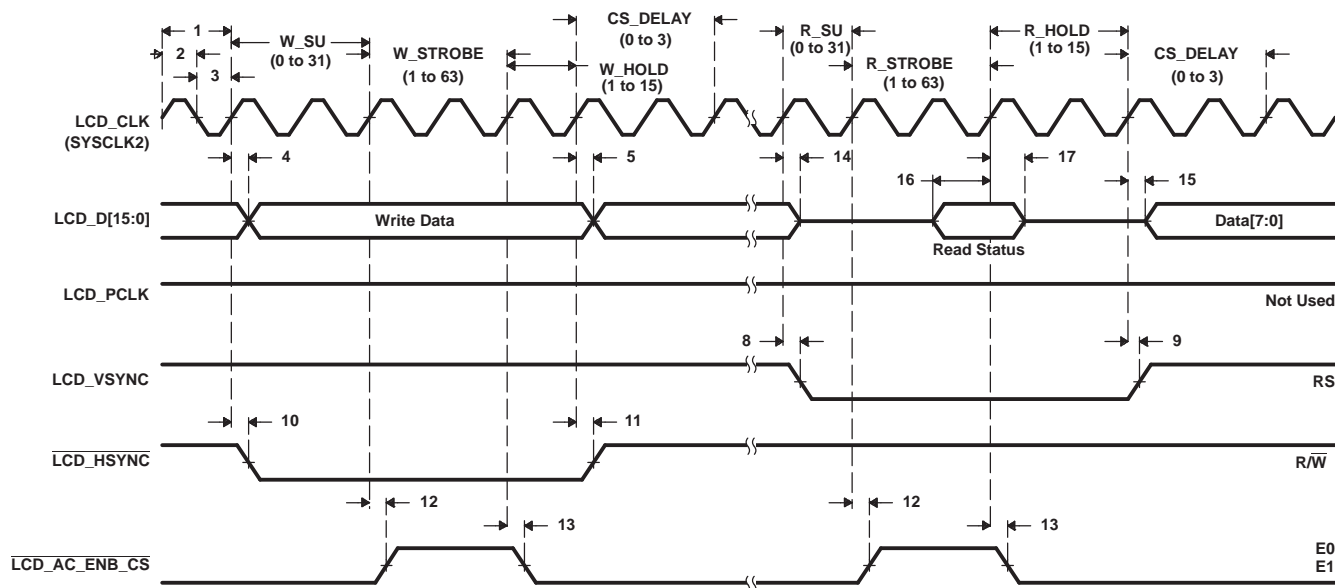 CS_DELAY
(0 to 3)
1
W_SU
(0 to 31)
R_SU
(0 to 31)
R_HOLD
(1 to 15)
2
W_STROBE
(1 to 63)
CS_DELAY
(0 to 3)
3
W_HOLD
(1 to 15)
R_STROBE
(1 to 63)
LCD_CLK
(SYSCLK2)
4
5
14
17
16
15
LCD_D[15:0]
Write Data
Data[7:0]
Read Status
LCD_PCLK
Not Used
8
9
LCD_VSYNC
RS
10
11
LCD_HSYNC
R/W
12
12
13
13
LCD_AC_ENB_CS
E0
E1